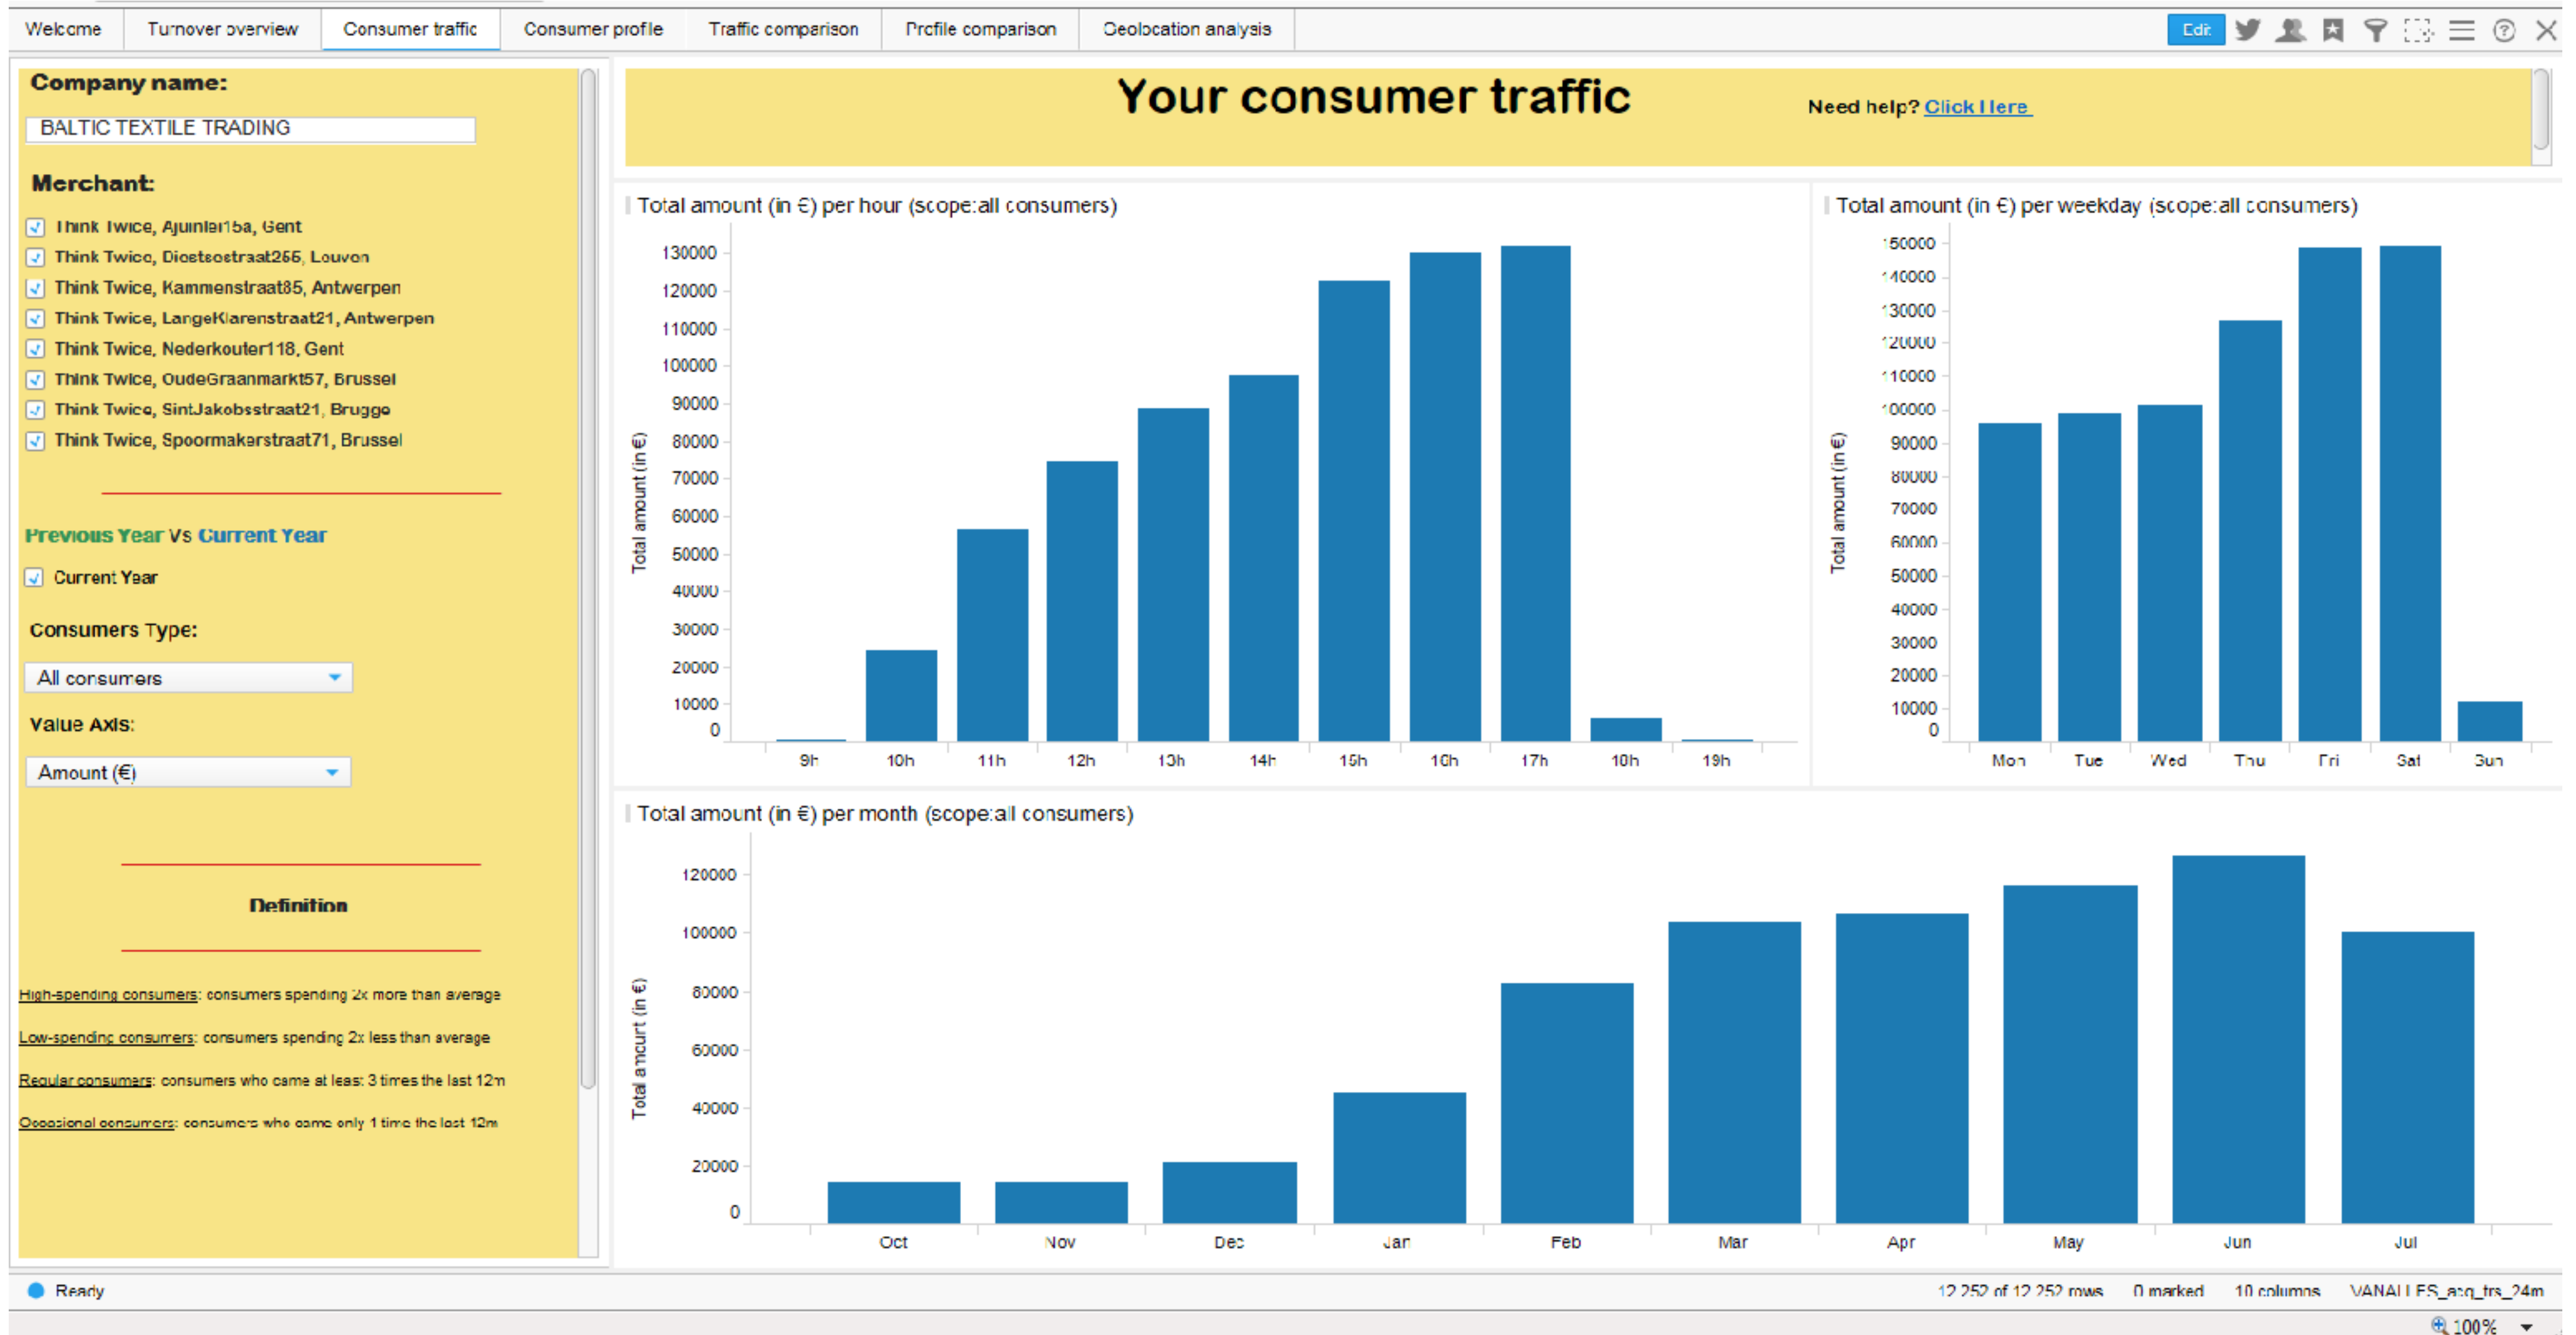 Welcome Turnover overview Consumer traffic Consumer profile Traffic comparison Profile comparison Geolocation analysis Edit
Company name:
BALTIC TEXTILE TRADING
Merchant:
Think Twice, Ajuinlei15a, Gent
Think Twice, Diestsestraat255, Leuven
Think Twice, Kammenstraat85, Antwerpen
Think Twice, LangeKlarenstraat21, Antwerpen
Think Twice, Nederkouter118, Gent
Think Twice, OudeGraanmarkt57, Brussel
Think Twice, SintJakobsstraat21, Brugge
Think Twice, Spoormakerstraat71, Brussel
Previous Year Vs Current Year
Current Year
Consumers Type:
All consumers
Value Axis:
Amount (€)
Definition
High-spending consumers: consumers spending 2x more than average
Low-spending consumers: consumers spending 2x less than average
Regular consumers: consumers who came at least 3 times the last 12m
Occasional consumers: consumers who came only 1 time the last 12m
Your consumer traffic
Need help? Click Here
Total amount (in €) per hour (scope:all consumers)
Total amount (in €)
130000
120000
110000
100000
90000
80000
70000
60000
50000
40000
30000
20000
10000
0
9h 10h 11h 12h 13h 14h 15h 16h 17h 18h 19h
Total amount (in €) per weekday (scope:all consumers)
Total amount (in €)
150000
140000
130000
120000
110000
100000
90000
80000
70000
60000
50000
40000
30000
20000
10000
0
Mon Tue Wed Thu Fri Sat Sun
Total amount (in €) per month (scope:all consumers)
Total amount (in €)
120000
100000
80000
60000
40000
20000
0
Oct Nov Dec Jan Feb Mar Apr May Jun Jul
Ready
12 252 of 12 252 rows 0 marked 10 columns VANALLES_acq_trs_24m
100%